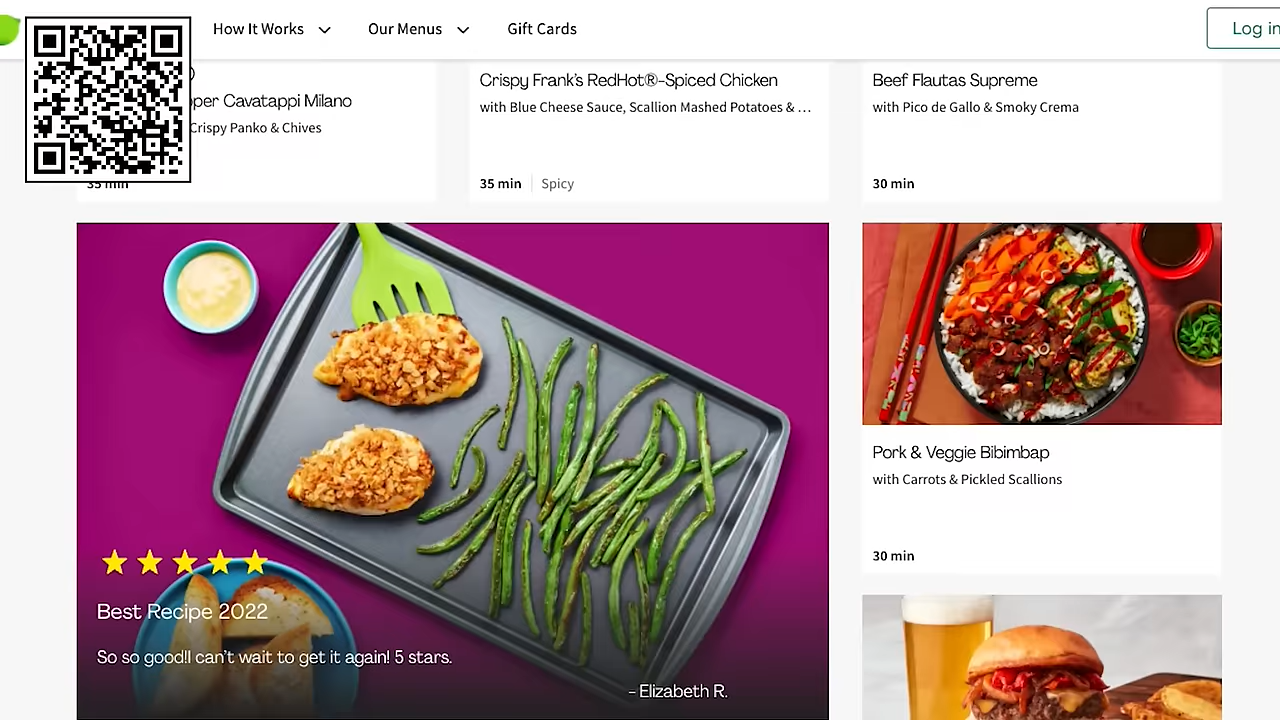 How It Works
Our Menus
Gift Cards
Log in
per Cavatappi Milano
Crispy Panko & Chives
35 min
Crispy Frank's RedHot®-Spiced Chicken
with Blue Cheese Sauce, Scallion Mashed Potatoes & ...
35 min
Spicy
Beef Flautas Supreme
with Pico de Gallo & Smoky Crema
30 min
Pork & Veggie Bibimbap
with Carrots & Pickled Scallions
30 min
Best Recipe 2022
So so good!I can't wait to get it again! 5 stars.
- Elizabeth R.